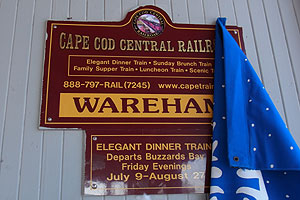 CAPE COD CENTRAL RAILR
Elegant Dinner Train • Sunday Brunch Train
Family Supper Train • Luncheon Train • Scenic T
888-797-RAIL(7245) www.capetrai
WAREHAM
ELEGANT DINNER TRAIN
Departs Buzzards Bay
Friday Evenings
July 9-August 27